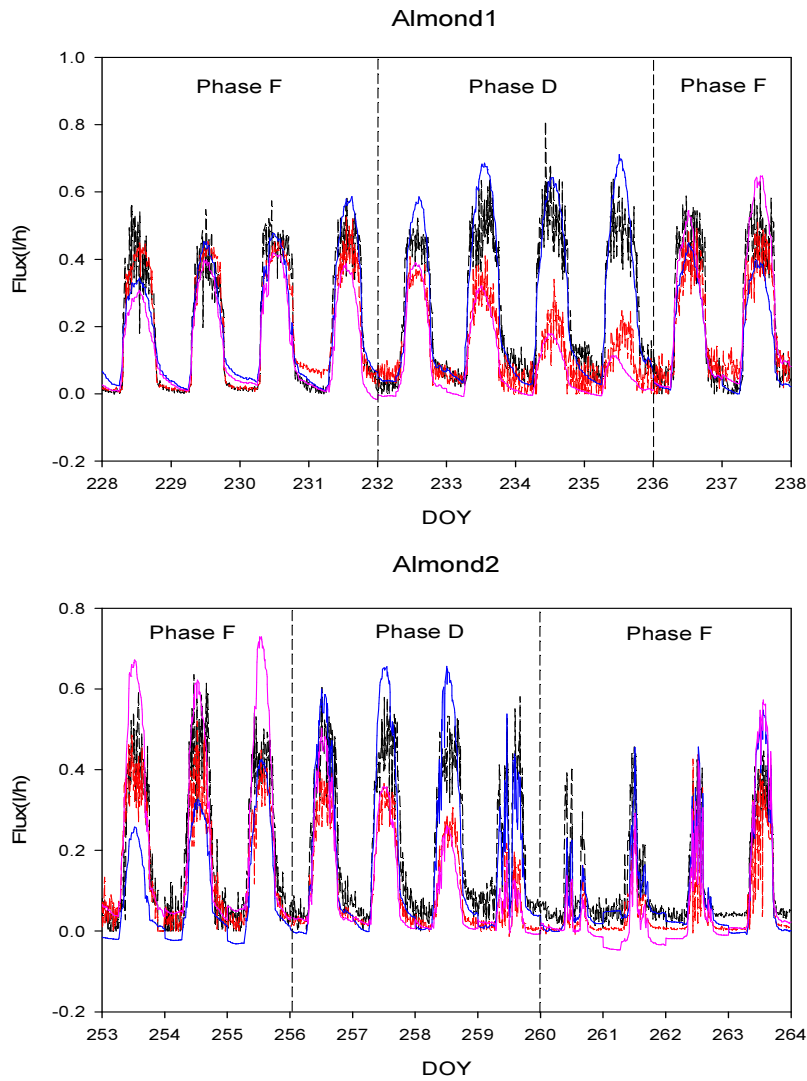 Almond1
1.0
Phase F
Phase D
Phase F
0.8
0.6
Flux(l/h)
0.4
0.2
0.0
-0.2
228 229 230 231 232 233 234 235 236 237 238
DOY
Almond2
0.8
Phase F
Phase D
Phase F
0.6
Flux(l/h)
0.4
0.2
0.0
-0.2
253 254 255 256 257 258 259 260 261 262 263 264
DOY